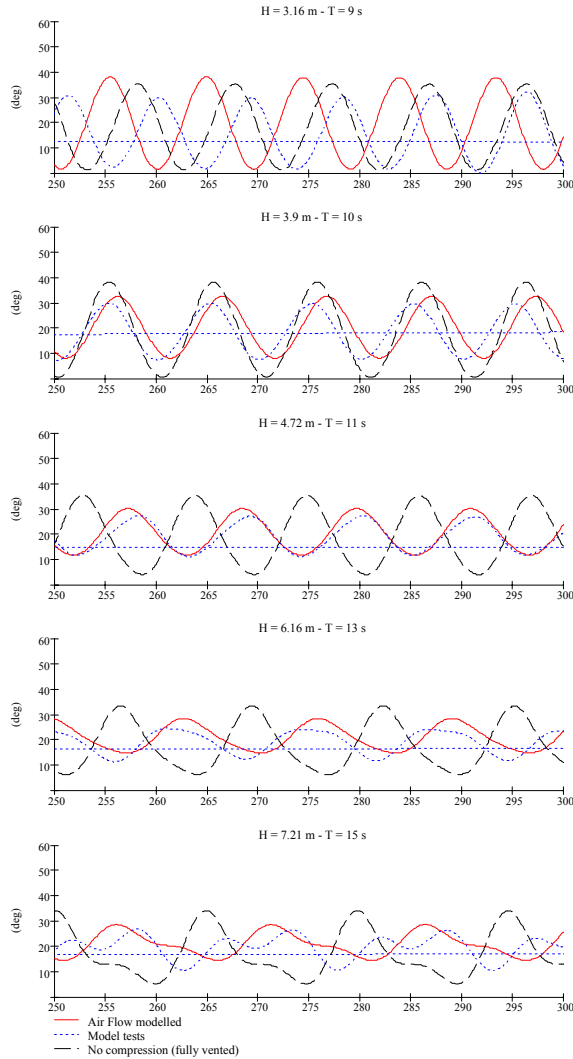 H = 3.16 m - T = 9 s
60
50
40
30
20
10
(deg)
250 255 260 265 270 275 280 285 290 295 300
H = 3.9 m - T = 10 s
60
50
40
30
20
10
(deg)
250 255 260 265 270 275 280 285 290 295 300
H = 4.72 m - T = 11 s
60
50
40
30
20
10
(deg)
250 255 260 265 270 275 280 285 290 295 300
H = 6.16 m - T = 13 s
60
50
40
30
20
10
(deg)
250 255 260 265 270 275 280 285 290 295 300
H = 7.21 m - T = 15 s
60
50
40
30
20
10
(deg)
250 255 260 265 270 275 280 285 290 295 300
Air Flow modelled
Model tests
No compression (fully vented)